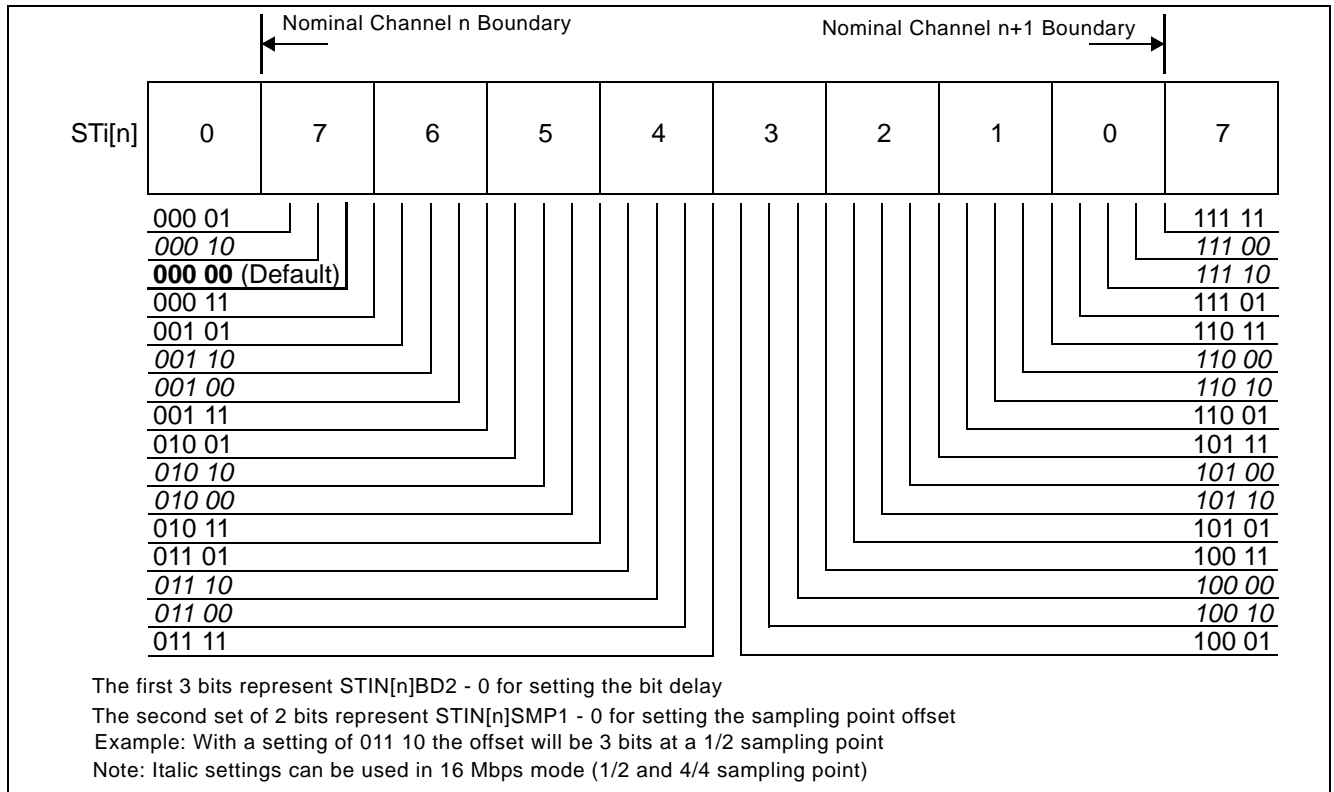 Nominal Channel n Boundary
Nominal Channel n+1 Boundary
STi[n] 0 7 6 5 4 3 2 1 0 7
000 01 111 11
000 10 111 00
000 00 (Default) 111 10
000 11 111 01
001 01 110 11
001 10 110 00
001 00 110 10
001 11 110 01
010 01 101 11
010 10 101 00
010 00 101 10
010 11 101 01
011 01 100 11
011 10 100 00
011 00 100 10
011 11 100 01
The first 3 bits represent STIN[n]BD2 - 0 for setting the bit delay
The second set of 2 bits represent STIN[n]SMP1 - 0 for setting the sampling point offset
Example: With a setting of 011 10 the offset will be 3 bits at a 1/2 sampling point
Note: Italic settings can be used in 16 Mbps mode (1/2 and 4/4 sampling point)